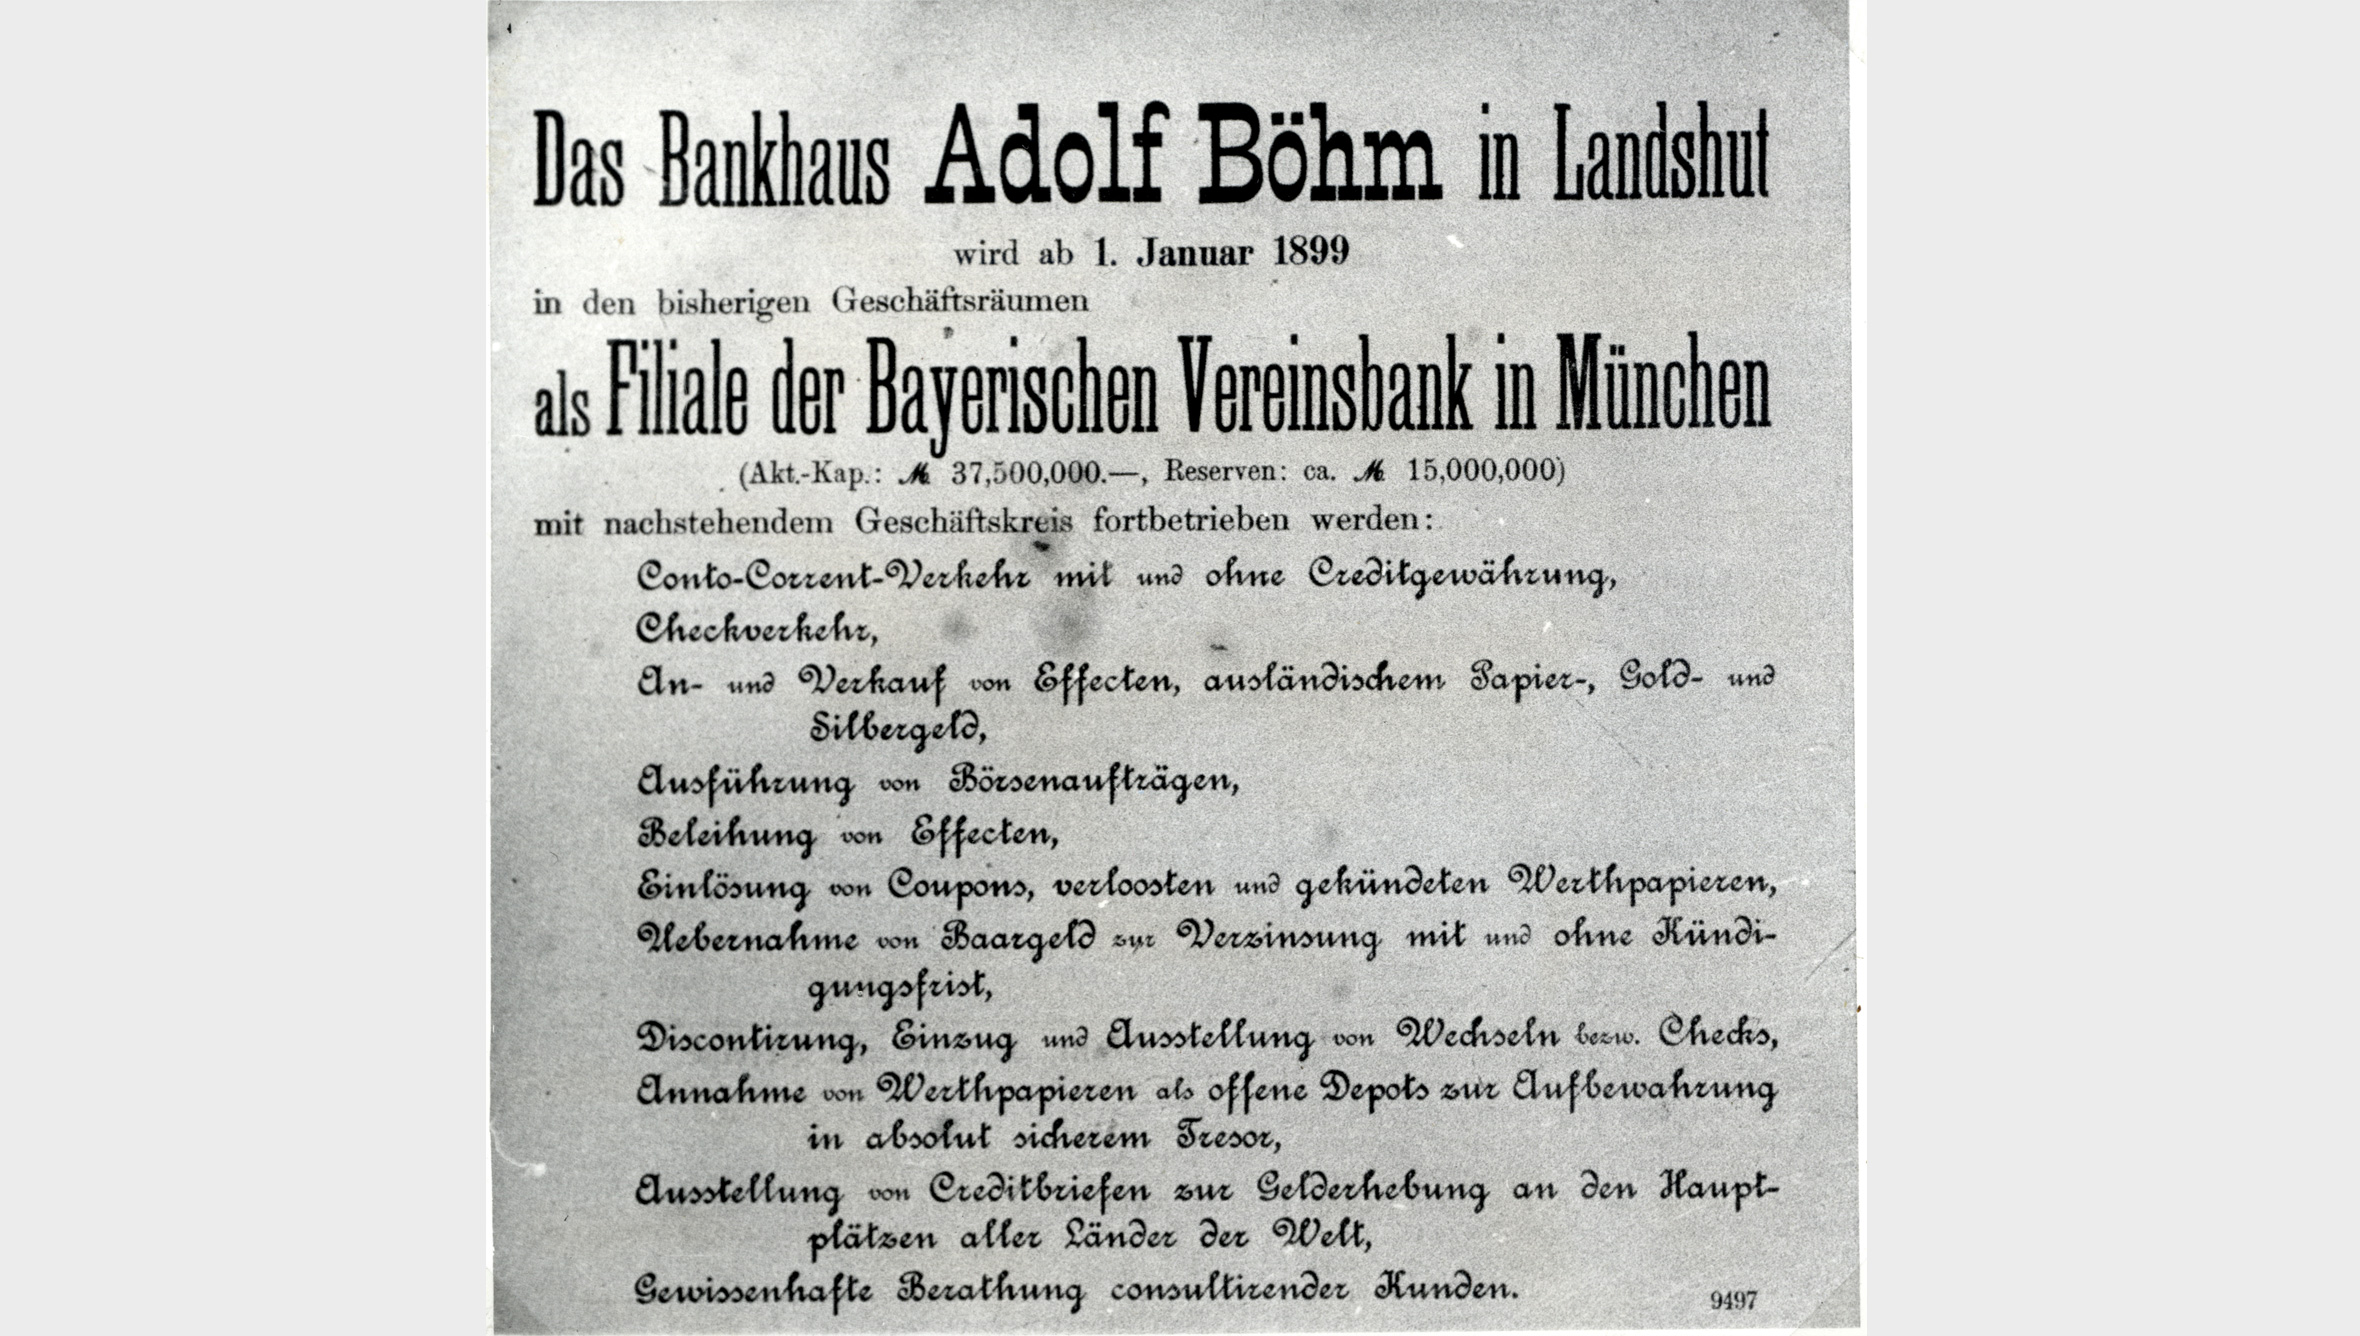 Das Bankhaus Adolf Böhm in Landshut
wird ab 1. Januar 1899
in den bisherigen Geschäftsräumen
als Filiale der Bayerischen Vereinsbank in München
(Akt.-Kap.: ℳ 37,500,000.—, Reserven: ca. ℳ 15,000,000)
mit nachstehendem Geschäftskreis fortbetrieben werden:
Conto-Corrent-Verkehr mit und ohne Creditgewährung,
Checkverkehr,
An- und Verkauf von Effecten, ausländischem Papier-, Gold- und
Silbergeld,
Ausführung von Börsenaufträgen,
Beleihung von Effecten,
Einlösung von Coupons, verloosten und gekündeten Werthpapieren,
Uebernahme von Baargeld zur Verzinsung mit und ohne Kündi-
gungsfrist,
Discontirung, Einzug und Ausstellung von Wechseln bezw. Checks,
Annahme von Werthpapieren als offene Depots zur Aufbewahrung
in absolut sicherem Tresor,
Ausstellung von Creditbriefen zur Gelderhebung an den Haupt-
plätzen aller Länder der Welt,
Gewissenhafte Berathung consultirender Kunden.
9497